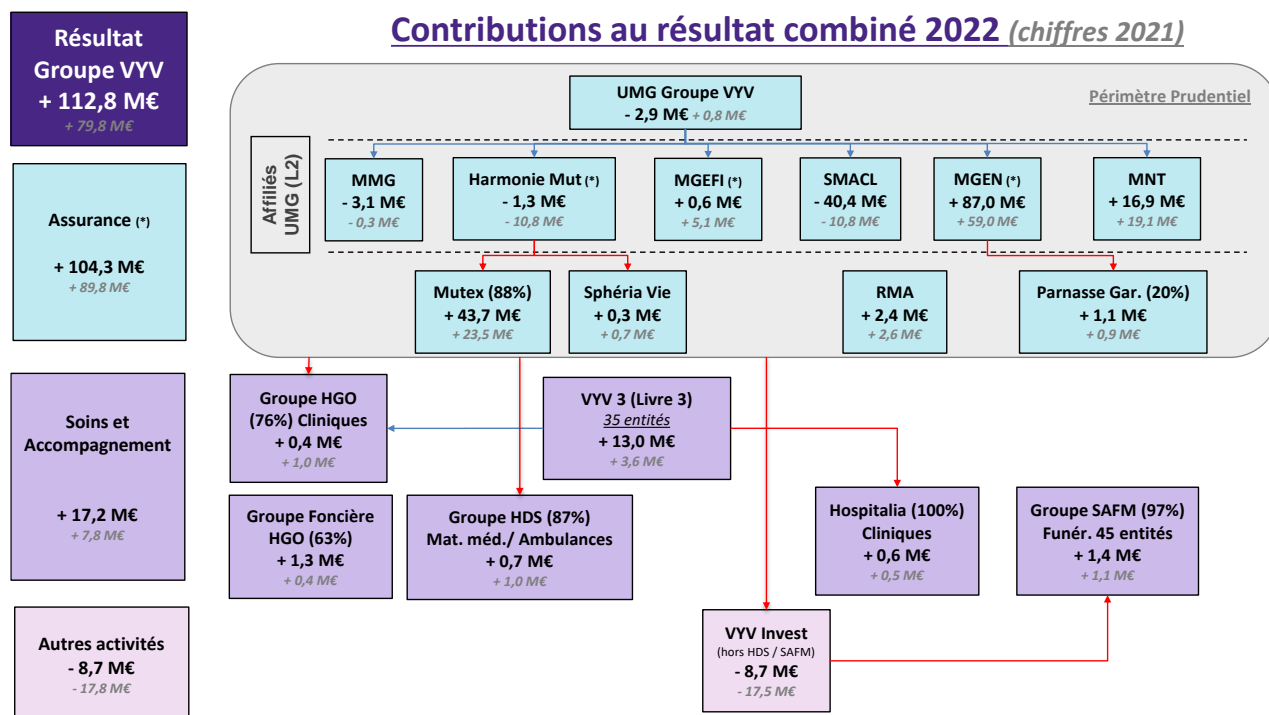 Contributions au résultat combiné 2022 (chiffres 2021)
Résultat
Groupe VYV
+ 112,8 M€
+ 79,8 M€
Assurance (*)
+ 104,3 M€
+ 89,8 M€
Soins et
Accompagnement
+ 17,2 M€
+ 7,8 M€
Autres activités
- 8,7 M€
- 17,8 M€
Périmètre Prudentiel
UMG Groupe VYV
- 2,9 M€ + 0,8 M€
Affiliés
UMG (L2)
MMG
- 3,1 M€
- 0,3 M€
Harmonie Mut (*)
- 1,3 M€
- 10,8 M€
MGEFI (*)
+ 0,6 M€
+ 5,1 M€
SMACL
- 40,4 M€
- 10,8 M€
MGEN (*)
+ 87,0 M€
+ 59,0 M€
MNT
+ 16,9 M€
+ 19,1 M€
Mutex (88%)
+ 43,7 M€
+ 23,5 M€
Sphéria Vie
+ 0,3 M€
+ 0,7 M€
RMA
+ 2,4 M€
+ 2,6 M€
Parnasse Gar. (20%)
+ 1,1 M€
+ 0,9 M€
Groupe HGO
(76%) Cliniques
+ 0,4 M€
+ 1,0 M€
VYV 3 (Livre 3)
35 entités
+ 13,0 M€
+ 3,6 M€
Groupe Foncière
HGO (63%)
+ 1,3 M€
+ 0,4 M€
Groupe HDS (87%)
Mat. méd./ Ambulances
+ 0,7 M€
+ 1,0 M€
Hospitalia (100%)
Cliniques
+ 0,6 M€
+ 0,5 M€
Groupe SAFM (97%)
Funér. 45 entités
+ 1,4 M€
+ 1,1 M€
VYV Invest
(hors HDS / SAFM)
- 8,7 M€
- 17,5 M€